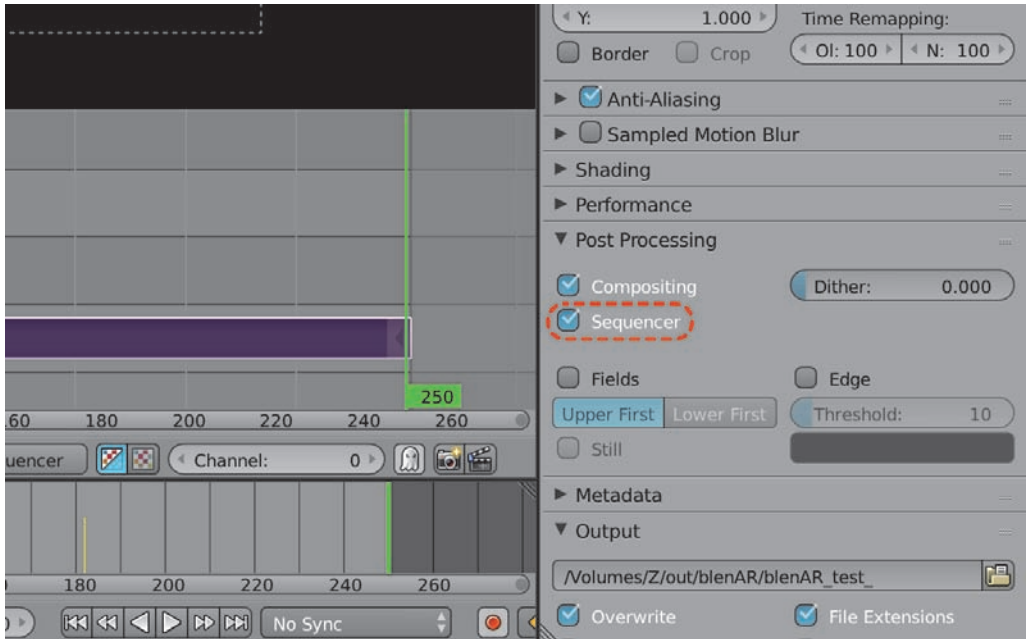 Y: 1.000
Time Remapping:
Border
Crop
Ol: 100
N: 100
Anti-Aliasing
Sampled Motion Blur
Shading
Performance
Post Processing
Compositing
Dither: 0.000
Sequencer
Fields
Edge
Upper First
Lower First
Threshold: 10
Still
Metadata
Output
/Volumes/Z/out/blenAR/blenAR_test_
Overwrite
File Extensions
250
60 180 200 220 240 260
uencer
Channel: 0
180 200 220 240 260
No Sync